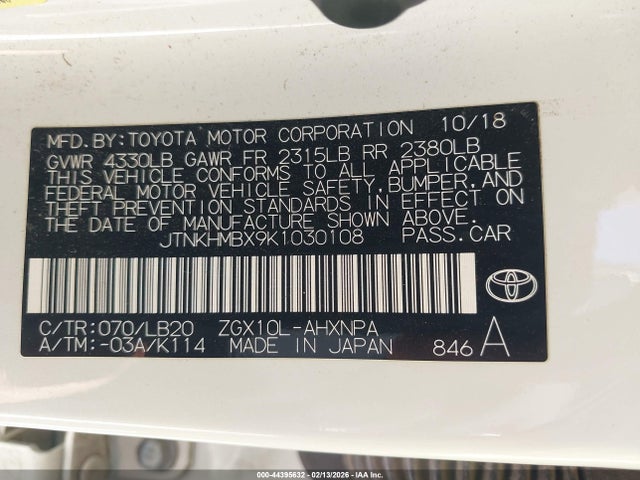 MFD. BY: TOYOTA MOTOR CORPORATION 10/18
GVWR 4330LB GAWR FR 2315LB RR 2380LB
THIS VEHICLE CONFORMS TO ALL APPLICABLE
FEDERAL MOTOR VEHICLE SAFETY, BUMPER, AND
THEFT PREVENTION STANDARDS IN EFFECT ON
THE DATE OF MANUFACTURE SHOWN ABOVE.
JTNKHMBX9K1030108 PASS. CAR
C/TR: 070/LB20 ZGX10L-AHXNPA
A/TM: -03A/K114 MADE IN JAPAN 846 A
000-44395632 - 02/13/2026 - IAA Inc.